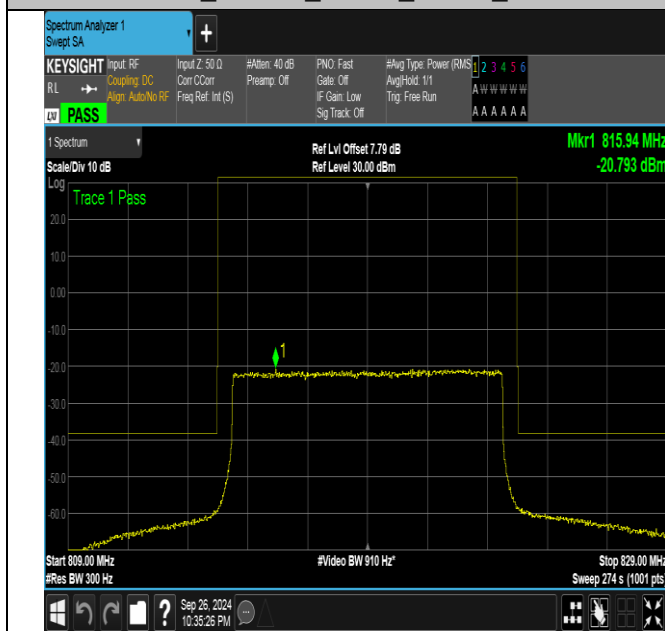 Spectrum Analyzer 1
Swept SA
+
KEYSIGHT Input: RF Input Z: 50 Ω #Atten: 40 dB PNO: Fast #Avg Type: Power (RMS 1 2 3 4 5 6
RL Coupling: DC Corr CCorr Preamp: Off Gate: Off Avg|Hold: 1/1 A W W W W W
Align: Auto/No RF Freq Ref: Int (S) IF Gain: Low Trig: Free Run
LXI PASS Sig Track: Off A A A A A A
1 Spectrum
Scale/Div 10 dB
Ref Lvl Offset 7.79 dB
Ref Level 30.00 dBm
Mkr1 815.94 MHz
-20.793 dBm
Log
Trace 1 Pass
20.0
10.0
0.00
-10.0
1
-20.0
-30.0
-40.0
-50.0
-60.0
Start 809.00 MHz #Video BW 910 Hz* Stop 829.00 MHz
#Res BW 300 Hz Sweep 274 s (1001 pts
? Sep 26, 2024
10:35:26 PM